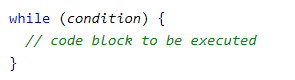 while (condition) {
  // code block to be executed
}